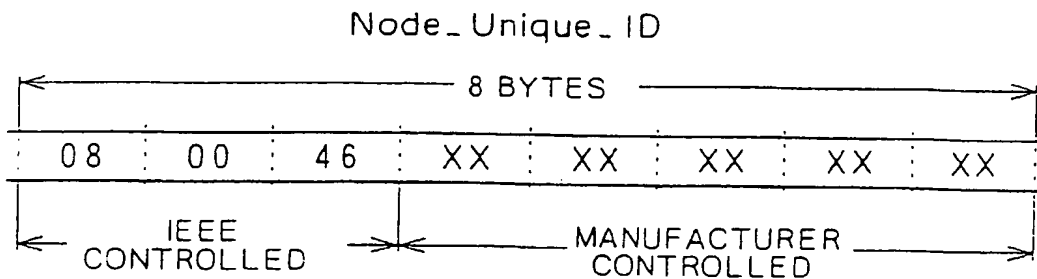 Node_Unique_ID
8 BYTES
08 00 46 XX XX XX XX XX
IEEE CONTROLLED
MANUFACTURER CONTROLLED